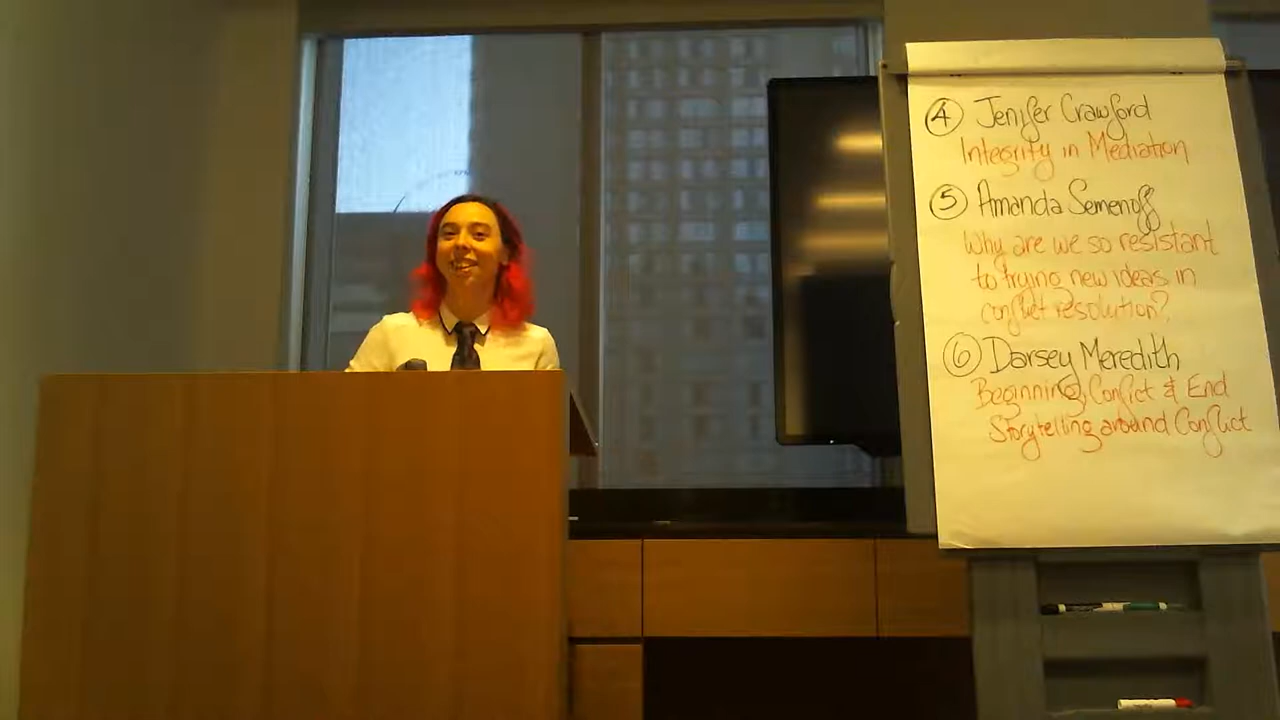 ④ Jenifer Crawford
Integrity in Mediation
⑤ Amanda Semenoff
Why are we so resistant
to trying new ideas in
conflict resolution?
⑥ Darsey Meredith
Beginning, Conflict & End
Storytelling around Conflict